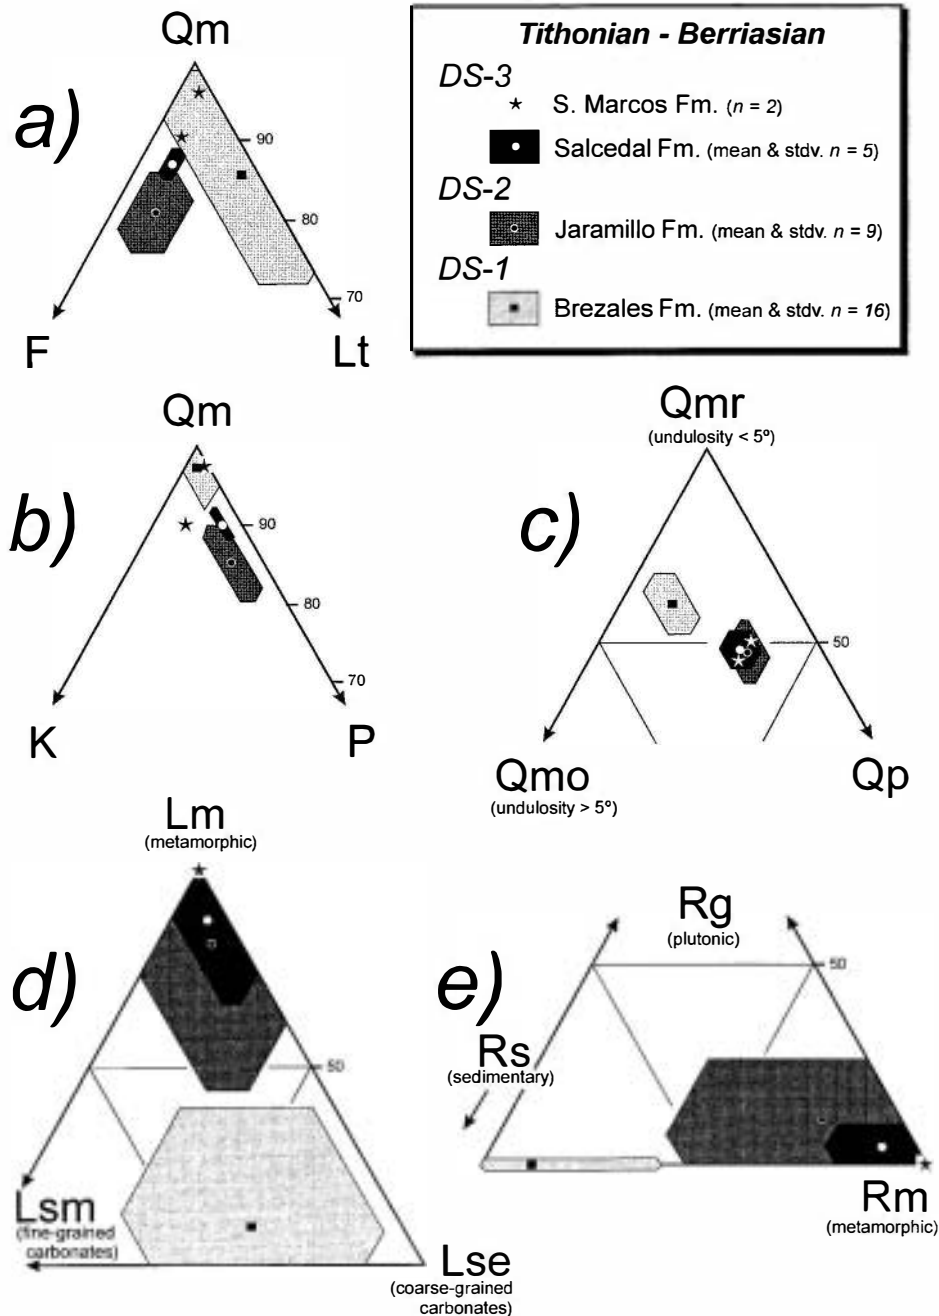 a)
Qm
90
80
70
F
Lt
Tithonian - Berriasian
DS-3
S. Marcos Fm. (n = 2)
Salcedal Fm. (mean & stdv. n = 5)
DS-2
Jaramillo Fm. (mean & stdv. n = 9)
DS-1
Brezales Fm. (mean & stdv. n = 16)
b)
Qm
90
80
70
K
P
c)
Qmr
(undulosity < 5º)
50
Qmo
(undulosity > 5º)
Qp
d)
Lm
(metamorphic)
50
Lsm
(fine-grained
carbonates)
Lse
(coarse-grained
carbonates)
e)
Rg
(plutonic)
50
Rs
(sedimentary)
Rm
(metamorphic)